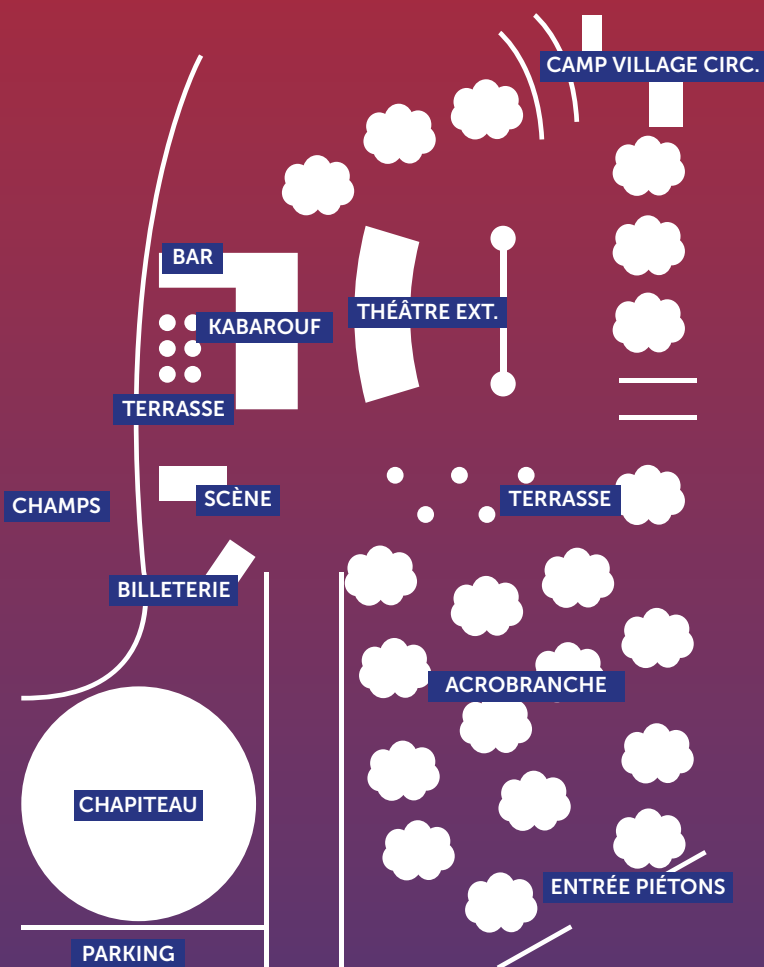 CAMP VILLAGE CIRC.
BAR
THÉÂTRE EXT.
KABAROUF
TERRASSE
SCÈNE
TERRASSE
CHAMPS
BILLETERIE
ACROBRANCHE
CHAPITEAU
ENTRÉE PIÉTONS
PARKING